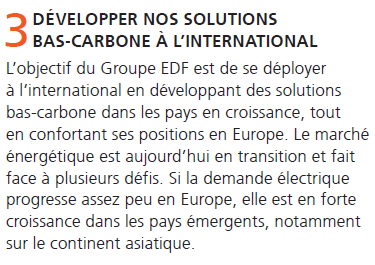 3 DÉVELOPPER NOS SOLUTIONS
BAS-CARBONE À L’INTERNATIONAL
L’objectif du Groupe EDF est de se déployer
à l’international en développant des solutions
bas-carbone dans les pays en croissance, tout
en confortant ses positions en Europe. Le marché
énergétique est aujourd’hui en transition et fait
face à plusieurs défis. Si la demande électrique
progresse assez peu en Europe, elle est en forte
croissance dans les pays émergents, notamment
sur le continent asiatique.